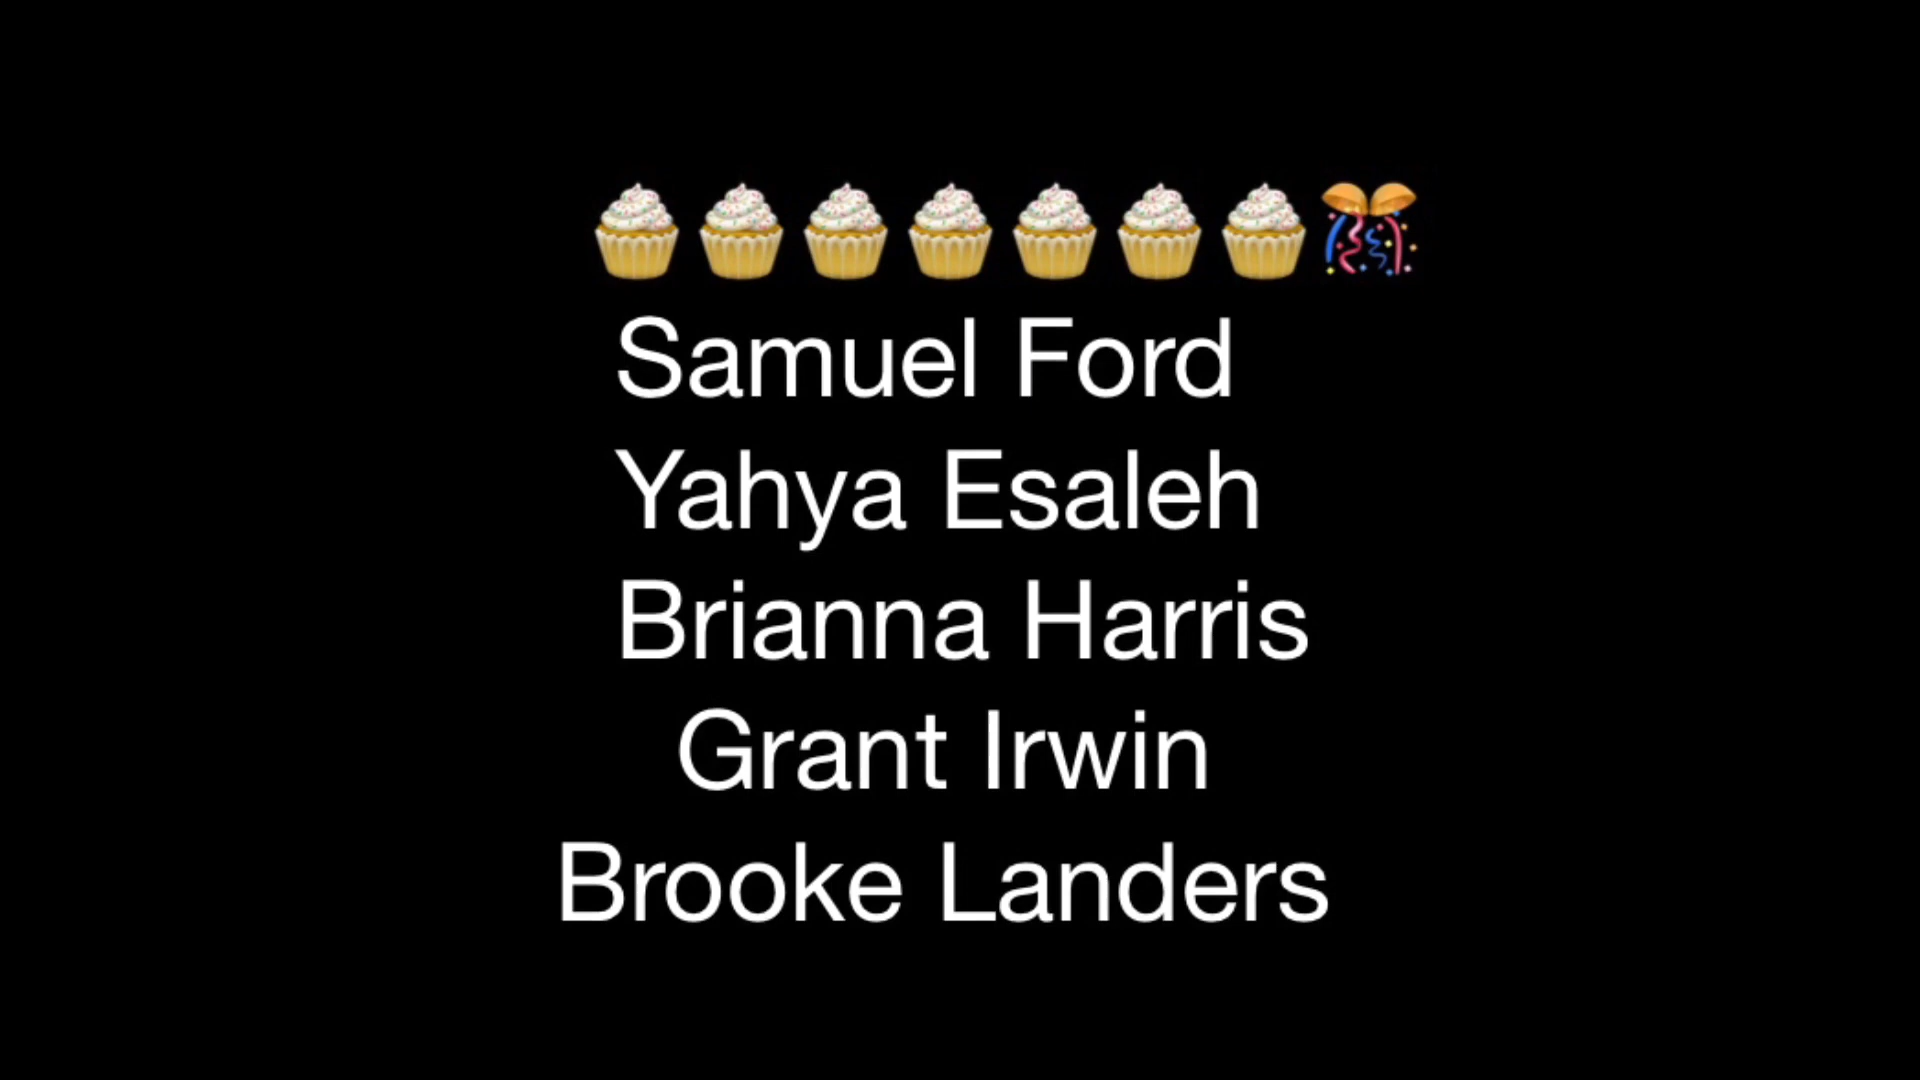 🧁🧁🧁🧁🧁🧁🧁🎊
Samuel Ford
Yahya Esaleh
Brianna Harris
Grant Irwin
Brooke Landers